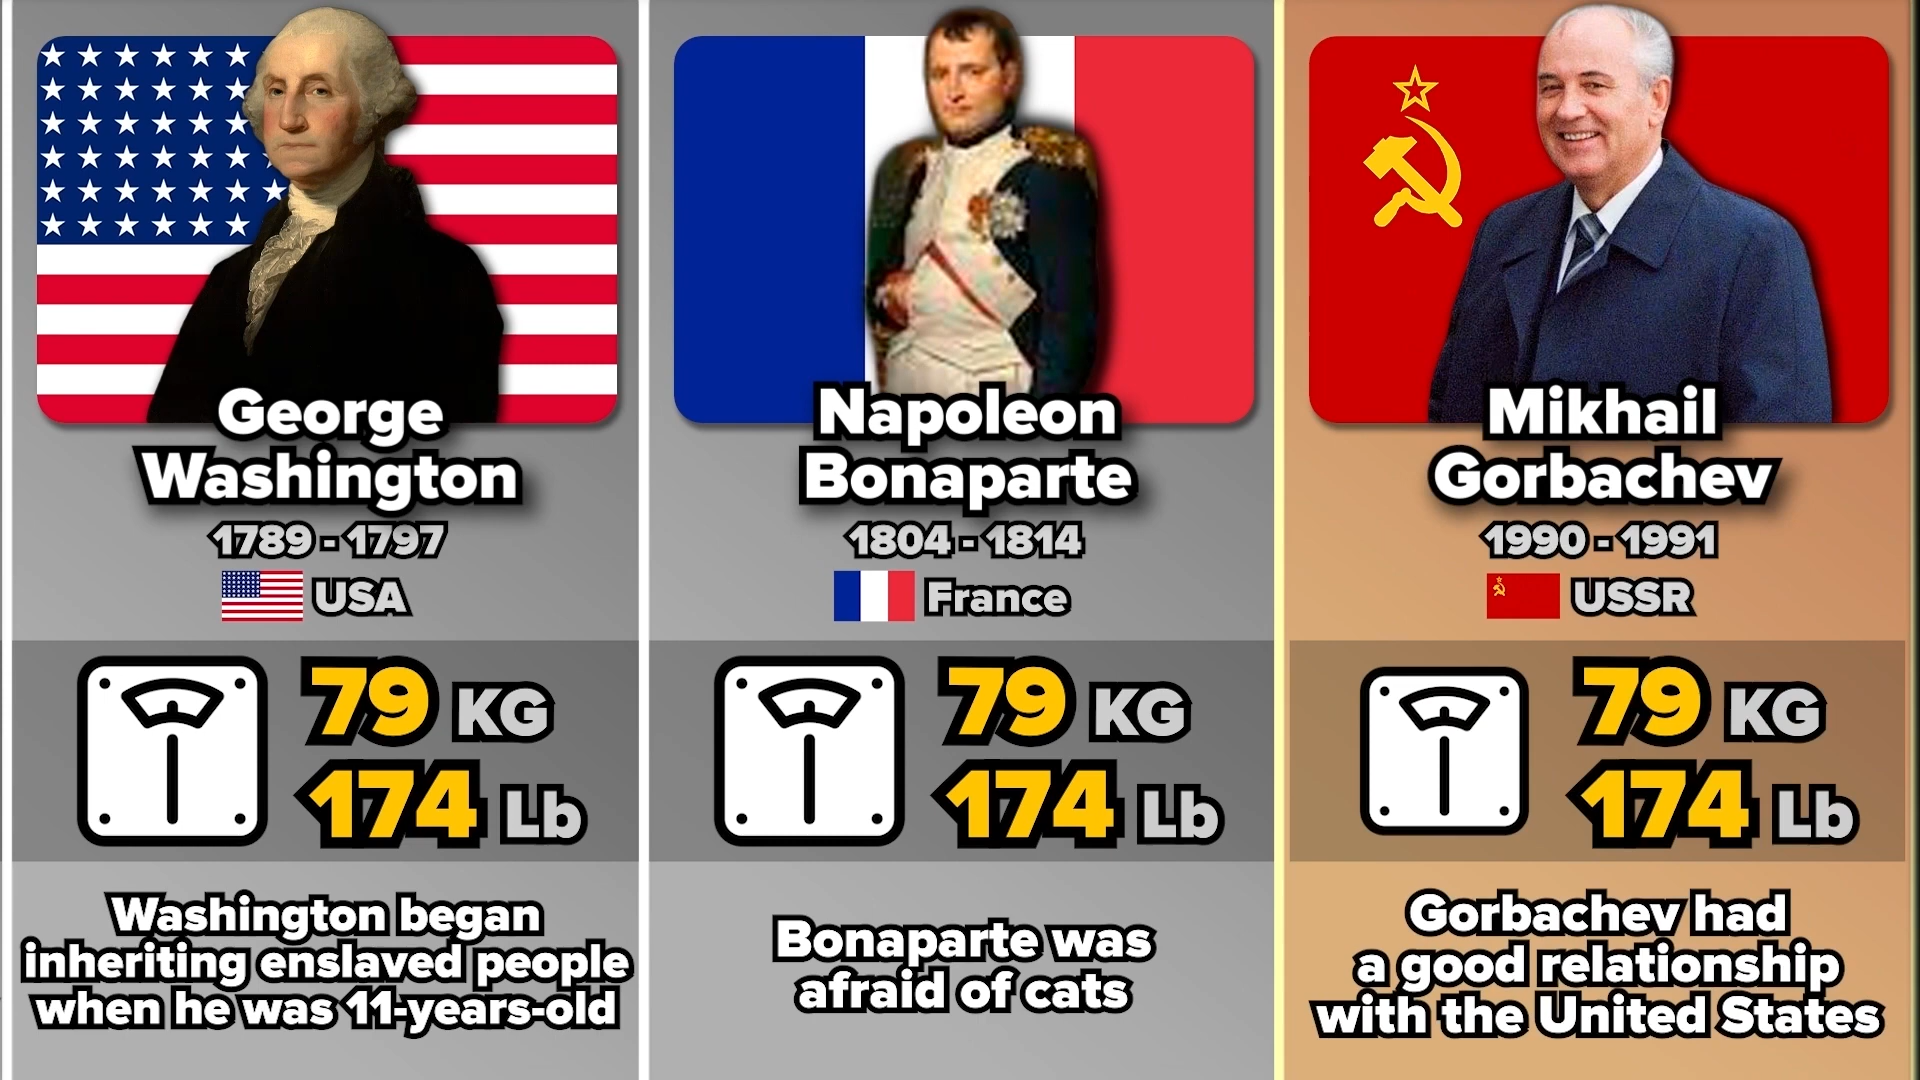 George
Washington
1789 - 1797
USA
79 KG
174 Lb
Washington began
inheriting enslaved people
when he was 11-years-old
Napoleon
Bonaparte
1804 - 1814
France
79 KG
174 Lb
Bonaparte was
afraid of cats
Mikhail
Gorbachev
1990 - 1991
USSR
79 KG
174 Lb
Gorbachev had
a good relationship
with the United States